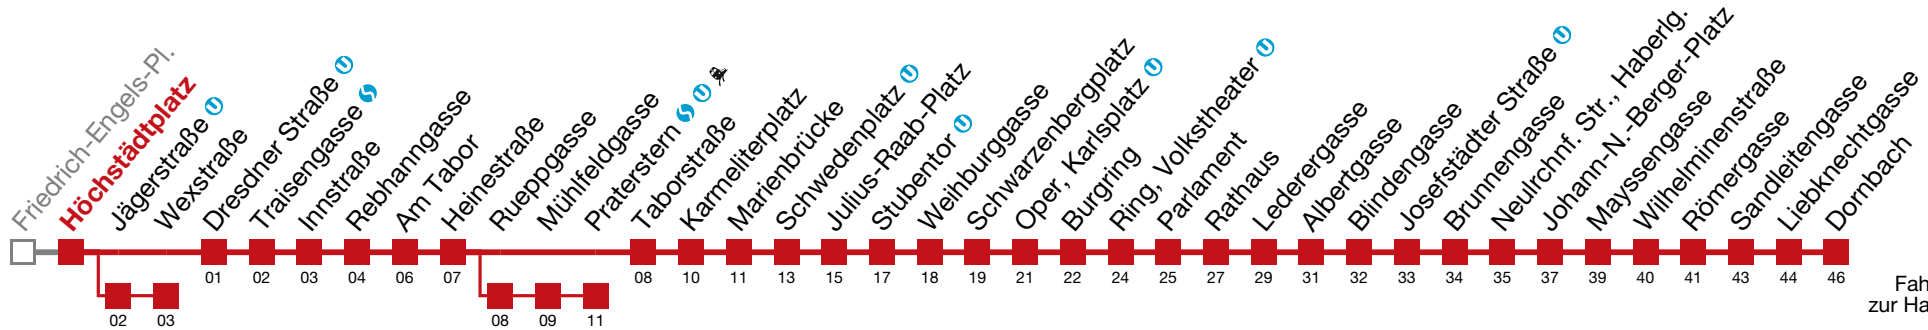 Friedrich-Engels-Pl.
Höchstädtplatz
Jägerstraße U
Wexstraße
Dresdner Straße U
Traisengasse S
Innstraße
Rebhanngasse
Am Tabor
Heinestraße
Rueppgasse
Mühlfeldgasse
Praterstern S U
Taborstraße
Karmeliterplatz
Marienbrücke
Schwedenplatz U
Julius-Raab-Platz
Stubentor U
Weihburggasse
Schwarzenbergplatz
Oper, Karlsplatz U
Burgring
Ring, Volkstheater U
Parlament
Rathaus
Lederergasse
Albertgasse
Blindengasse
Josefstädter Straße U
Brunnengasse
Neulrchnf. Str., Haberlg.
Johann-N.-Berger-Platz
Mayssengasse
Wilhelminenstraße
Römergasse
Sandleitengasse
Liebknechtgasse
Dornbach
01 02 03 04 06 07 08 10 11 13 15 17 18 19 21 22 24 25 27 29 31 32 33 34 35 37 39 40 41 43 44 46
02 03 08 09 11
Fah
zur Ha